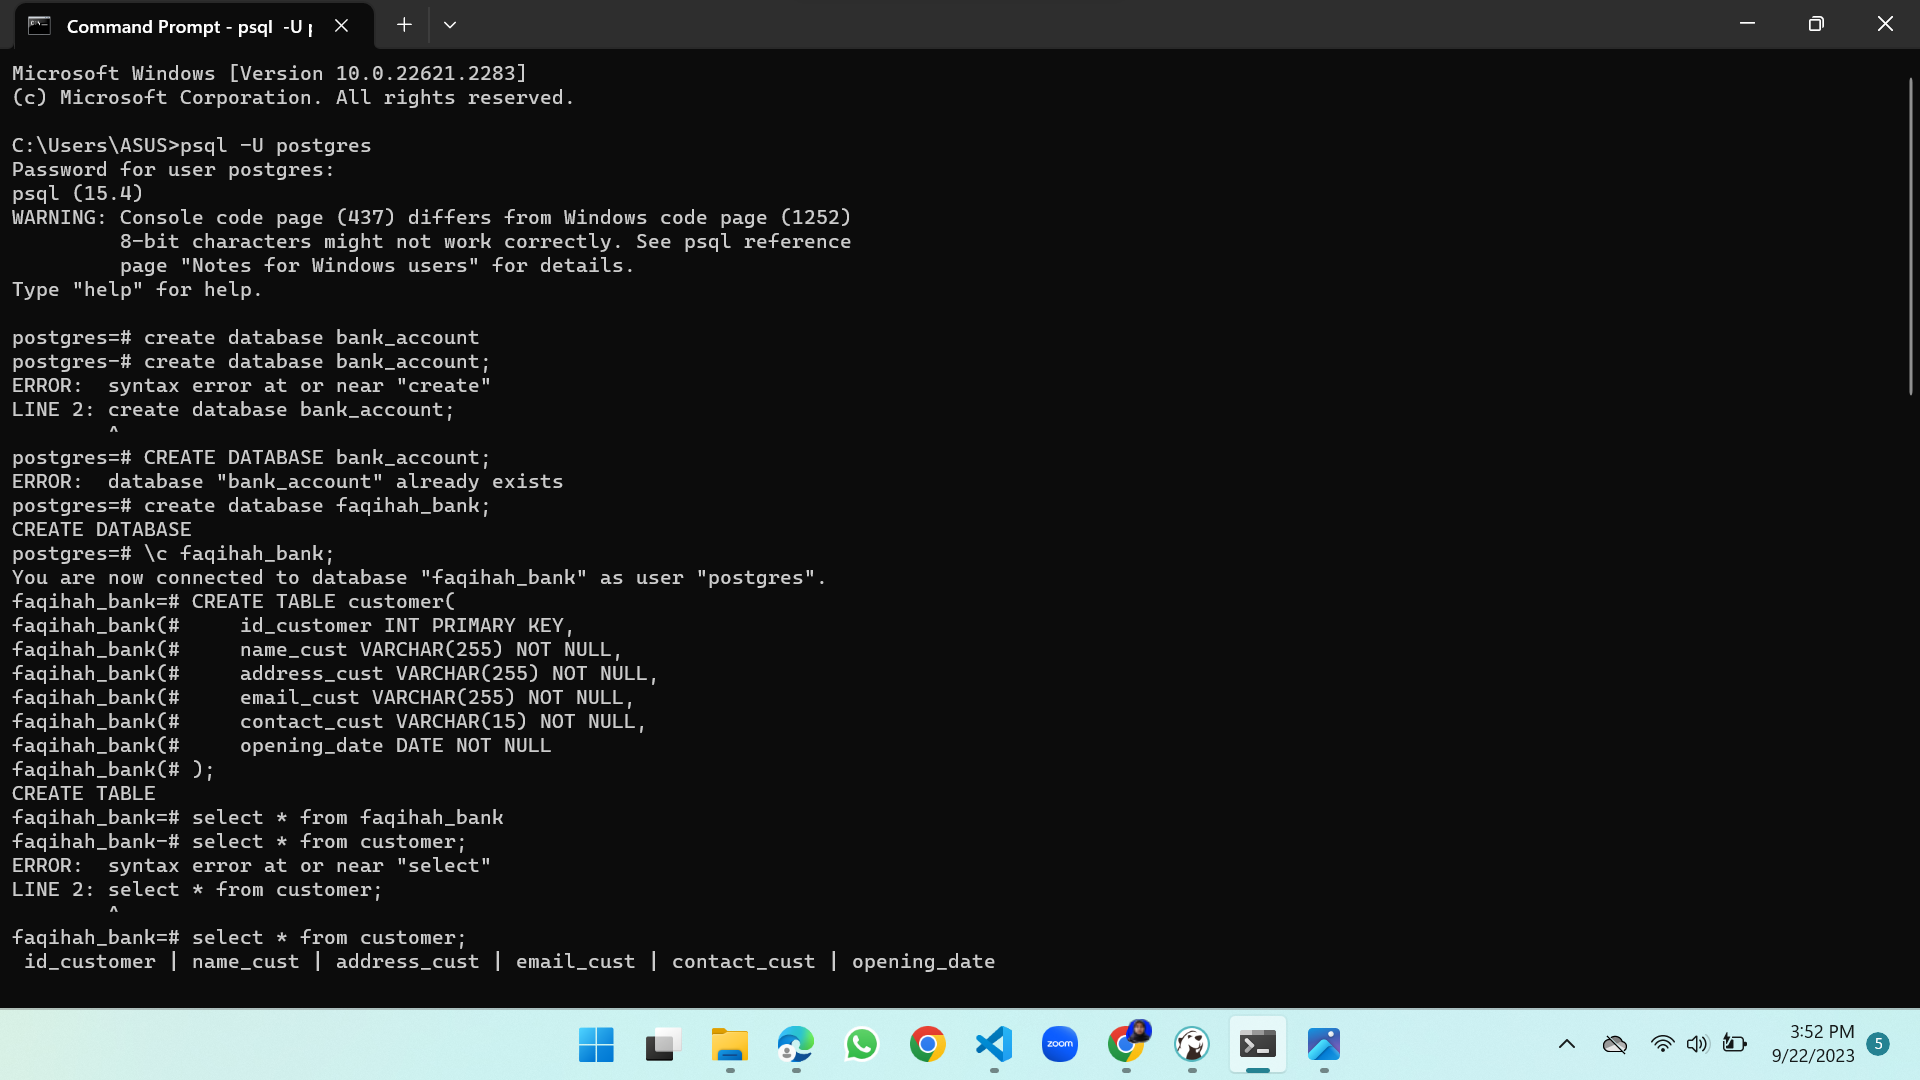 Command Prompt - psql  -U p
Microsoft Windows [Version 10.0.22621.2283]
(c) Microsoft Corporation. All rights reserved.
C:\Users\ASUS>psql -U postgres
Password for user postgres:
psql (15.4)
WARNING: Console code page (437) differs from Windows code page (1252)
         8-bit characters might not work correctly. See psql reference
         page "Notes for Windows users" for details.
Type "help" for help.
postgres=# create database bank_account
postgres-# create database bank_account;
ERROR:  syntax error at or near "create"
LINE 2: create database bank_account;
        ^
postgres=# CREATE DATABASE bank_account;
ERROR:  database "bank_account" already exists
postgres=# create database faqihah_bank;
CREATE DATABASE
postgres=# \c faqihah_bank;
You are now connected to database "faqihah_bank" as user "postgres".
faqihah_bank=# CREATE TABLE customer(
faqihah_bank(#     id_customer INT PRIMARY KEY,
faqihah_bank(#     name_cust VARCHAR(255) NOT NULL,
faqihah_bank(#     address_cust VARCHAR(255) NOT NULL,
faqihah_bank(#     email_cust VARCHAR(255) NOT NULL,
faqihah_bank(#     contact_cust VARCHAR(15) NOT NULL,
faqihah_bank(#     opening_date DATE NOT NULL
faqihah_bank(# );
CREATE TABLE
faqihah_bank=# select * from faqihah_bank
faqihah_bank-# select * from customer;
ERROR:  syntax error at or near "select"
LINE 2: select * from customer;
        ^
faqihah_bank=# select * from customer;
 id_customer | name_cust | address_cust | email_cust | contact_cust | opening_date
zoom
3:52 PM
9/22/2023
5